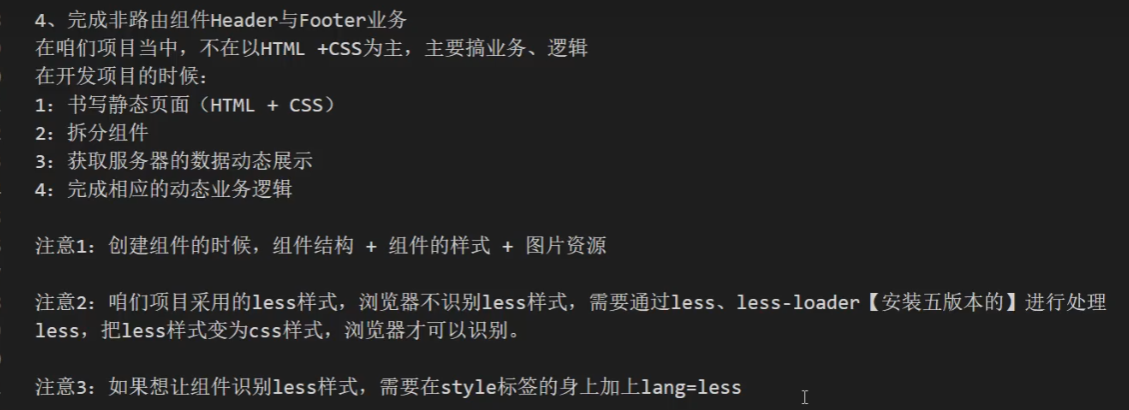 4、完成非路由组件Header与Footer业务
在咱们项目当中，不在以HTML +CSS为主，主要搞业务、逻辑
在开发项目的时候：
1：书写静态页面（HTML + CSS）
2：拆分组件
3：获取服务器的数据动态展示
4：完成相应的动态业务逻辑
注意1：创建组件的时候，组件结构 + 组件的样式 + 图片资源
注意2：咱们项目采用的less样式，浏览器不识别less样式，需要通过less、less-loader【安装五版本的】进行处理
less，把less样式变为css样式，浏览器才可以识别。
注意3：如果想让组件识别less样式，需要在style标签的身上加上lang=less